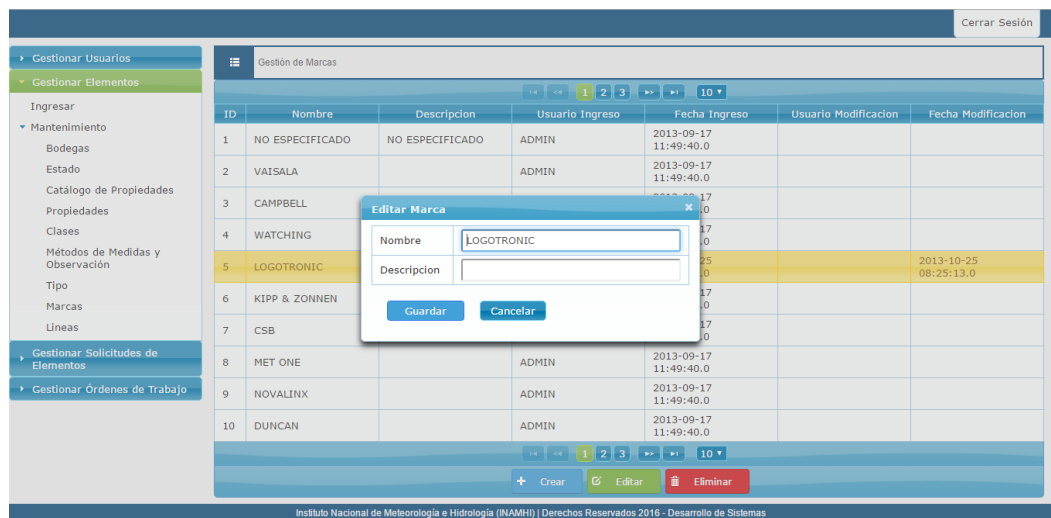 Cerrar Sesión
Gestionar Usuarios
Gestionar Elementos
Ingresar
Mantenimiento
Bodegas
Estado
Catálogo de Propiedades
Propiedades
Clases
Métodos de Medidas y
Observación
Tipo
Marcas
Lineas
Gestionar Solicitudes de
Elementos
Gestionar Órdenes de Trabajo
Gestión de Marcas
1 2 3 10
ID Nombre Descripcion Usuario Ingreso Fecha Ingreso Usuario Modificacion Fecha Modificacion
1 NO ESPECIFICADO NO ESPECIFICADO ADMIN 2013-09-17
11:49:40.0
2 VAISALA ADMIN 2013-09-17
11:49:40.0
3 CAMPBELL
4 WATCHING
5 LOGOTRONIC 2013-10-25
08:25:13.0
6 KIPP & ZONNEN
7 CSB
8 MET ONE ADMIN 2013-09-17
11:49:40.0
9 NOVALINX ADMIN 2013-09-17
11:49:40.0
10 DUNCAN ADMIN 2013-09-17
11:49:40.0
Editar Marca
Nombre LOGOTRONIC
Descripcion
Guardar Cancelar
1 2 3 10
Crear Editar Eliminar
Instituto Nacional de Meteorología e Hidrología (INAMHI) | Derechos Reservados 2016 - Desarrollo de Sistemas